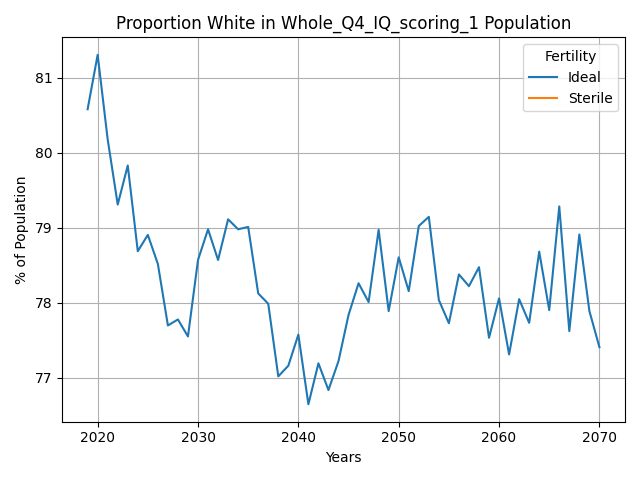 Proportion White in Whole_Q4_IQ_scoring_1 Population
Fertility
Ideal
Sterile
% of Population
81
80
79
78
77
2020 2030 2040 2050 2060 2070
Years